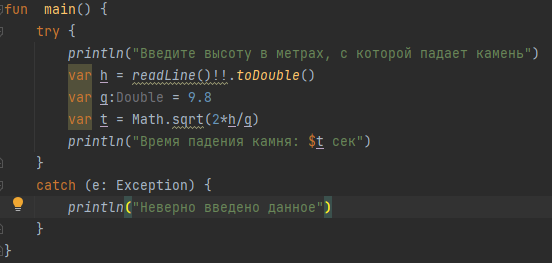 fun main() {
try {
println("Введите высоту в метрах, с которой падает камень")
var h = readLine()!!.toDouble()
var g:Double = 9.8
var t = Math.sqrt(2*h/g)
println("Время падения камня: $t сек")
}
catch (e: Exception) {
println("Неверно введено данное")
}
}